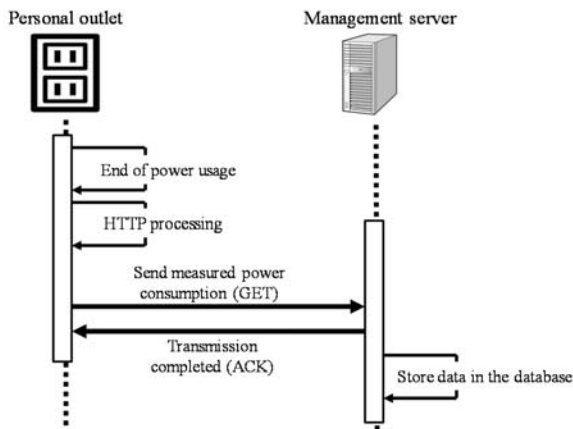 Personal outlet
Management server
End of power usage
HTTP processing
Send measured power
consumption (GET)
Transmission
completed (ACK)
Store data in the database